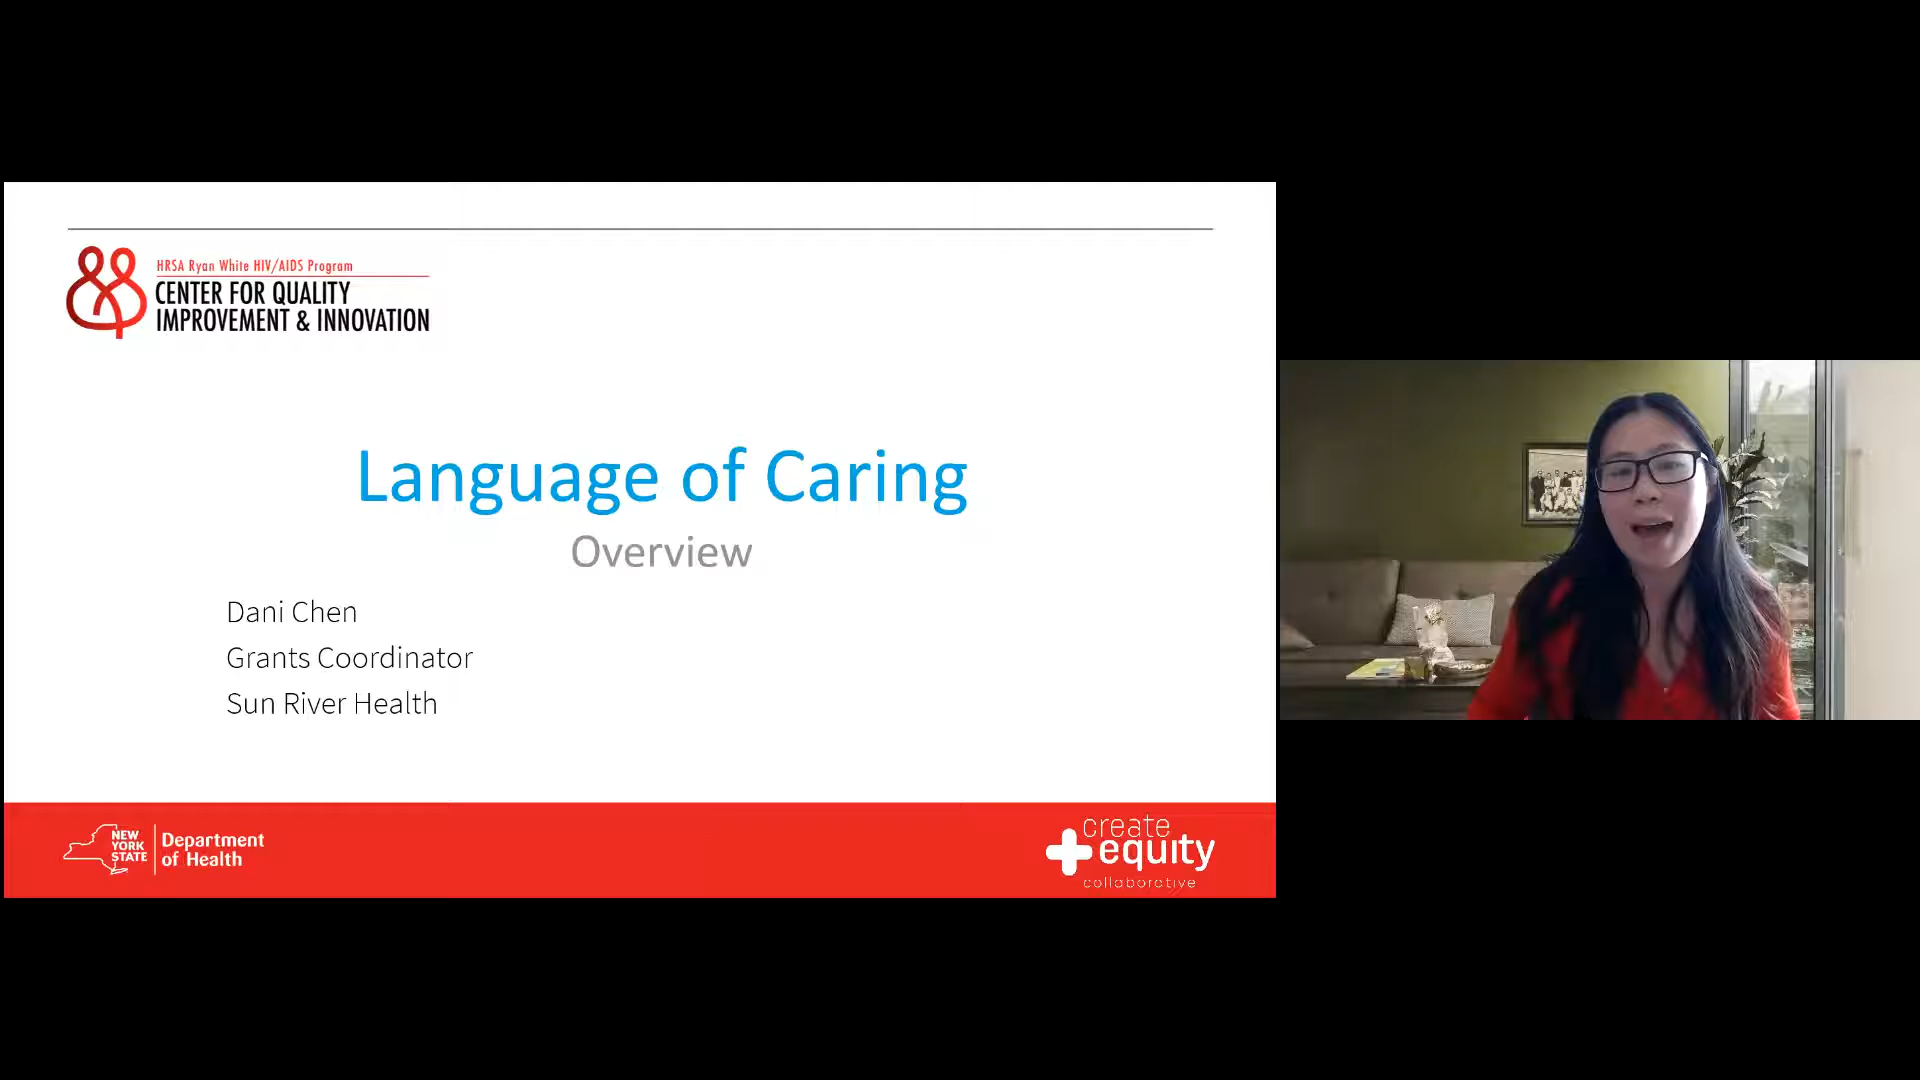 HRSA Ryan White HIV/AIDS Program
CENTER FOR QUALITY
IMPROVEMENT & INNOVATION
Language of Caring
Overview
Dani Chen
Grants Coordinator
Sun River Health
NEW
YORK
STATE
Department
of Health
create
equity
collaborative